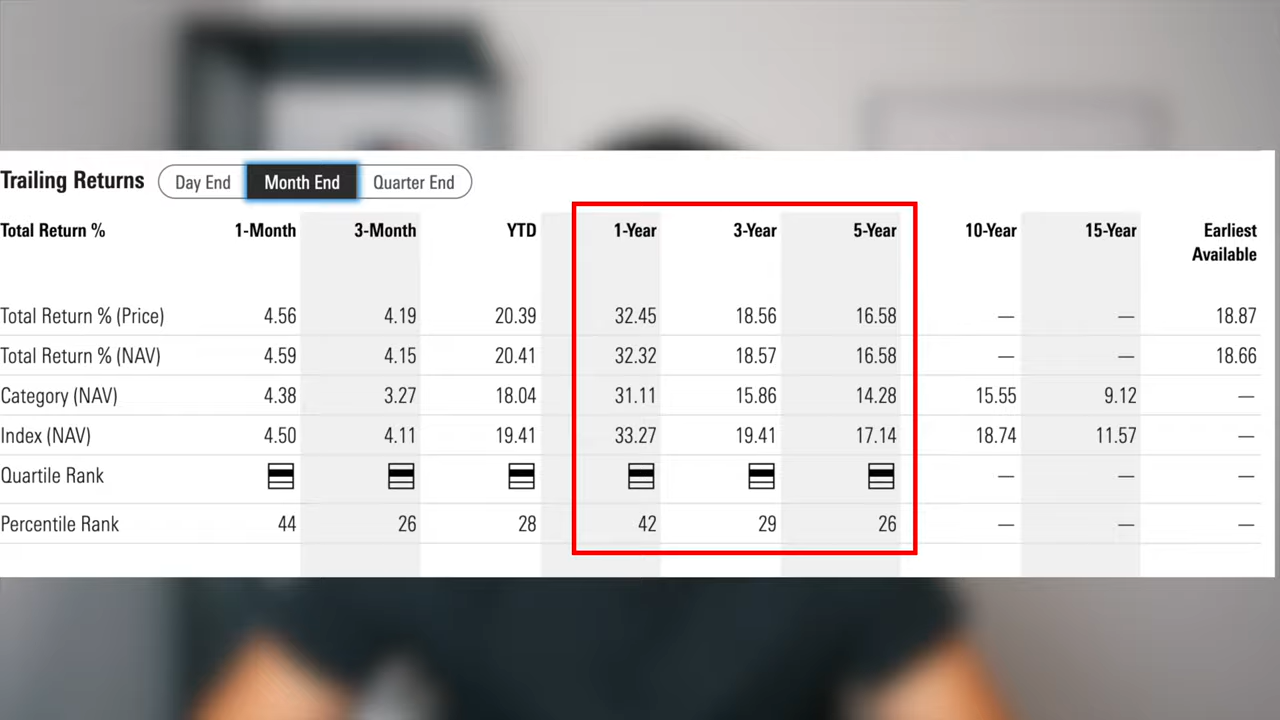 Trailing Returns Day End Month End Quarter End
Total Return % 1-Month 3-Month YTD 1-Year 3-Year 5-Year 10-Year 15-Year Earliest
Available
Total Return % (Price) 4.56 4.19 20.39 32.45 18.56 16.58 — — 18.87
Total Return % (NAV) 4.59 4.15 20.41 32.32 18.57 16.58 — — 18.66
Category (NAV) 4.38 3.27 18.04 31.11 15.86 14.28 15.55 9.12 —
Index (NAV) 4.50 4.11 19.41 33.27 19.41 17.14 18.74 11.57 —
Quartile Rank — — —
Percentile Rank 44 26 28 42 29 26 — — —